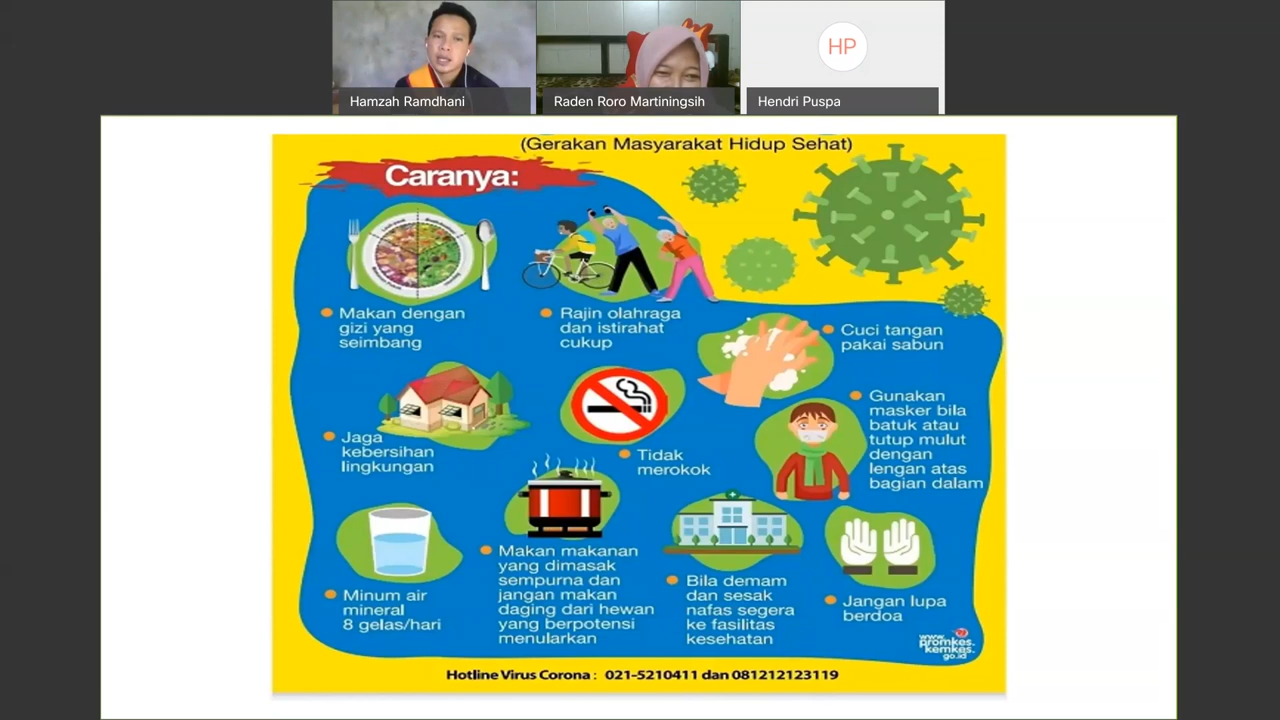 HP
Hamzah Ramdhani
Raden Roro Martiningsih
Hendri Puspa
(Gerakan Masyarakat Hidup Sehat)
Caranya:
Makan dengan
gizi yang
seimbang
Rajin olahraga
dan istirahat
cukup
Cuci tangan
pakai sabun
Jaga
kebersihan
lingkungan
Tidak
merokok
Gunakan
masker bila
batuk atau
tutup mulut
dengan
lengan atas
bagian dalam
Minum air
mineral
8 gelas/hari
Makan makanan
yang dimasak
sempurna dan
jangan makan
daging dari hewan
yang berpotensi
menularkan
Bila demam
dan sesak
nafas segera
ke fasilitas
kesehatan
Jangan lupa
berdoa
www.
promkes.
kemkes.
go.id
Hotline Virus Corona : 021-5210411 dan 081212123119